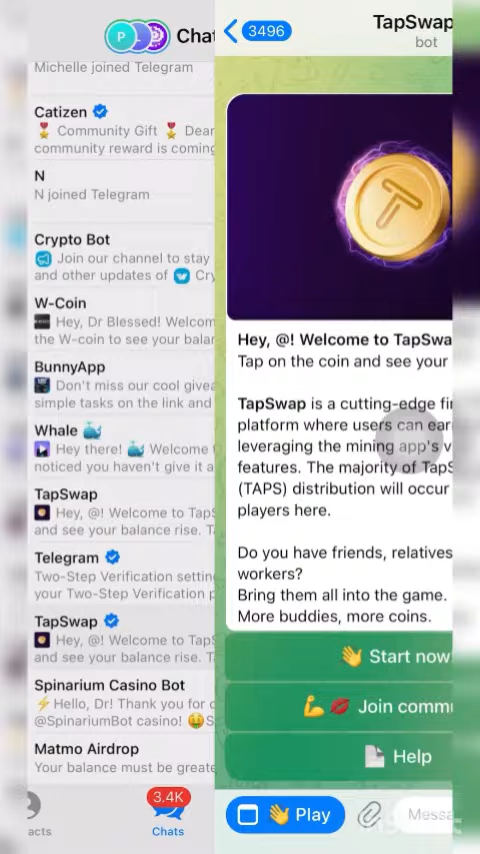 P
Chat
Michelle joined Telegram
Catizen
🎖 Community Gift 🎖 Dear
community reward is coming
N
N joined Telegram
Crypto Bot
Join our channel to stay
and other updates of 🦋 Cry
W-Coin
Hey, Dr Blessed! Welcom
the W-coin to see your balan
BunnyApp
Don't miss our cool givea
simple tasks on the link and
Whale 🐳
Hey there! 🐳 Welcome
noticed you haven't give it a
TapSwap
Hey, @! Welcome to TapS
and see your balance rise. T
Telegram
Two-Step Verification settin
your Two-Step Verification p
TapSwap
Hey, @! Welcome to TapS
and see your balance rise. T
Spinarium Casino Bot
⚡Hello, Dr! Thank you for c
@SpinariumBot casino! 🤑S
Matmo Airdrop
Your balance must be greate
acts
3.4K
Chats
3496
TapSwap
bot
Hey, @! Welcome to TapSwa
Tap on the coin and see your
TapSwap is a cutting-edge fi
platform where users can ear
leveraging the mining app's v
features. The majority of TapS
(TAPS) distribution will occur
players here.
Do you have friends, relatives
workers?
Bring them all into the game.
More buddies, more coins.
👋 Start now
💪💋 Join commu
Help
👋 Play
Messa